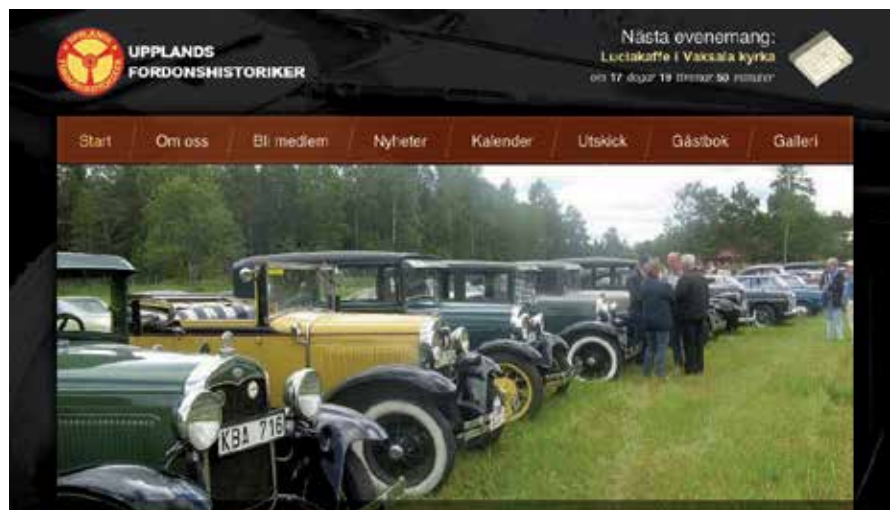 UPPLANDS
FORDONSHISTORIKER
Nästa evenemang:
Luciakaffe i Vaksala kyrka
om 17 dagar 19 timmar 50 minuter
Start Om oss Bli medlem Nyheter Kalender Utskick Gästbok Galleri
KBA 716